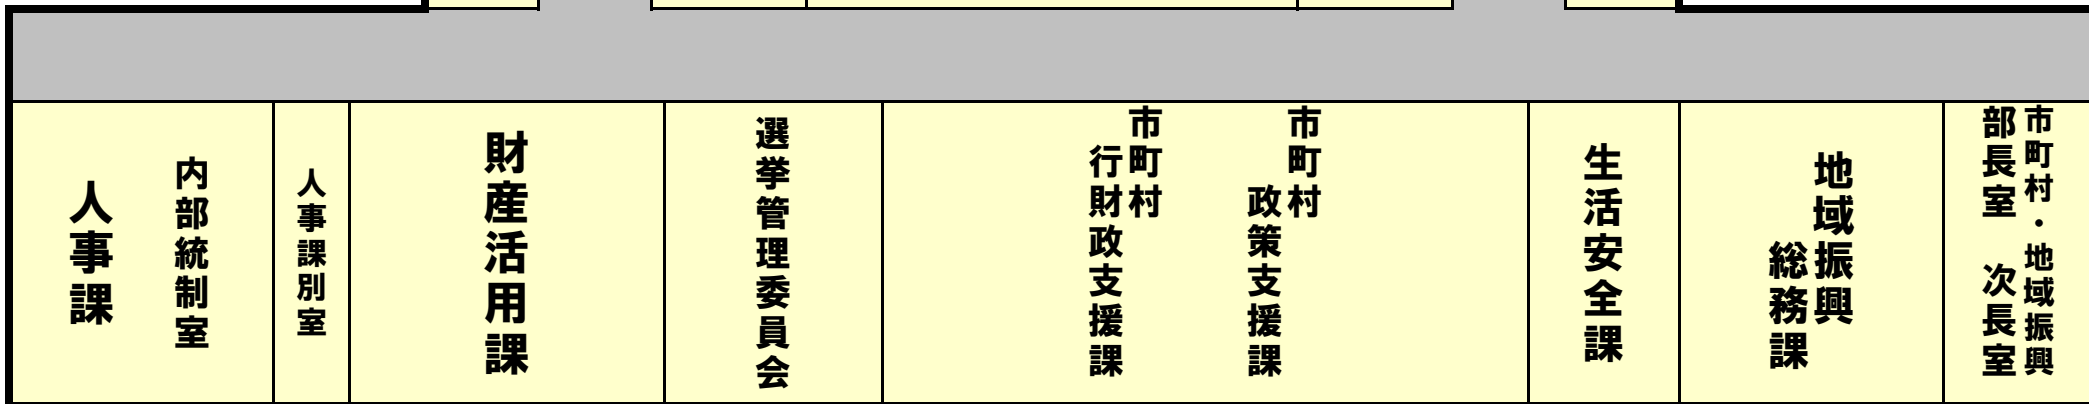 人事課
内部統制室
人事課別室
財産活用課
選挙管理委員会
市町村
行財政支援課
市町村
政策支援課
生活安全課
地域振興
総務課
市町村・地域振興
部長室　次長室